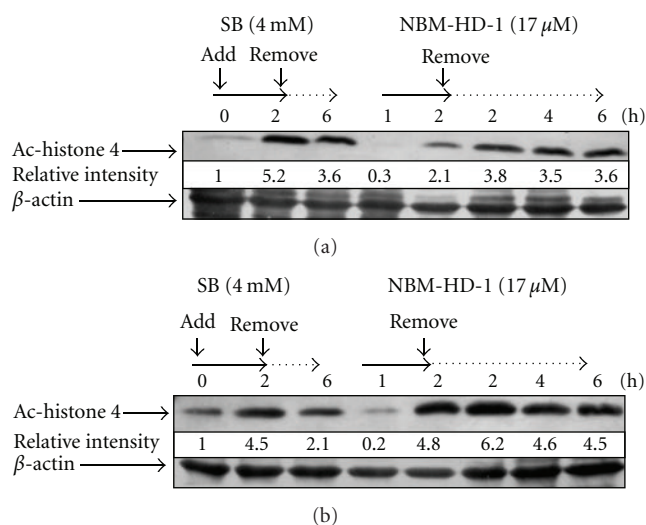 SB (4 mM) NBM-HD-1 (17 μM)
Add Remove Remove
0 2 6 1 2 2 4 6 (h)
Ac-histone 4
Relative intensity 1 5.2 3.6 0.3 2.1 3.8 3.5 3.6
β-actin
(a)
SB (4 mM) NBM-HD-1 (17 μM)
Add Remove Remove
0 2 6 1 2 2 4 6 (h)
Ac-histone 4
Relative intensity 1 4.5 2.1 0.2 4.8 6.2 4.6 4.5
β-actin
(b)